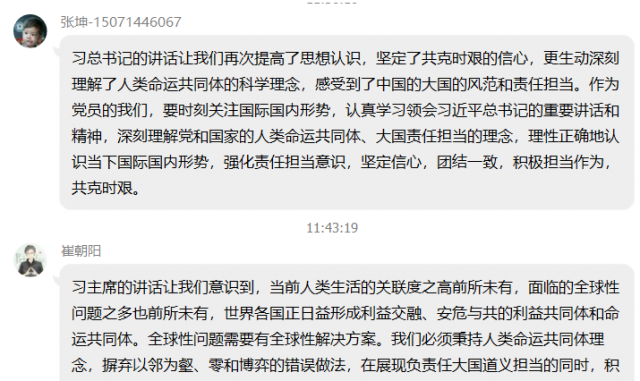 张坤-15071446067
习总书记的讲话让我们再次提高了思想认识，坚定了共克时艰的信心，更生动深刻
理解了人类命运共同体的科学理念，感受到了中国的大国的风范和责任担当。作为
党员的我们，要时刻关注国际国内形势，认真学习领会习近平总书记的重要讲话和
精神，深刻理解党和国家的人类命运共同体、大国责任担当的理念，理性正确地认
识当下国际国内形势，强化责任担当意识，坚定信心，团结一致，积极担当作为，
共克时艰。
11:43:19
崔朝阳
习主席的讲话让我们意识到，当前人类生活的关联度之高前所未有，面临的全球性
问题之多也前所未有，世界各国正日益形成利益交融、安危与共的利益共同体和命
运共同体。全球性问题需要有全球性解决方案。我们必须秉持人类命运共同体理
念，摒弃以邻为壑、零和博弈的错误做法，在展现负责任大国道义担当的同时，积